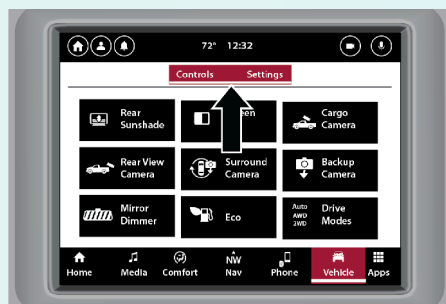 72° 12:32
Controls Settings
Rear
Sunshade
Cargo
Camera
Rear View
Camera
Surround
Camera
Backup
Camera
Mirror
Dimmer
Eco
Auto
AWD
2WD
Drive
Modes
NW
Home Media Comfort Nav Phone Vehicle Apps